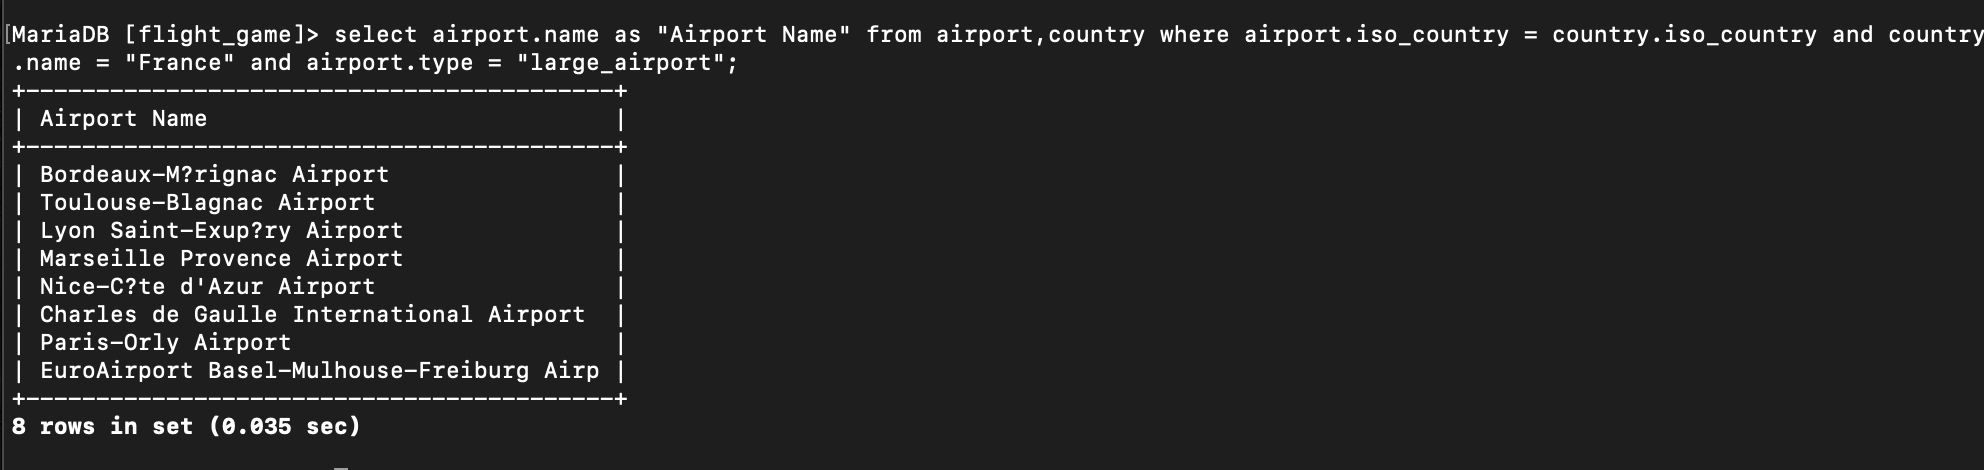 [MariaDB [flight_game]> select airport.name as "Airport Name" from airport,country where airport.iso_country = country.iso_country and country
.name = "France" and airport.type = "large_airport";
+------------------------------------------+
| Airport Name                             |
+------------------------------------------+
| Bordeaux-M?rignac Airport                |
| Toulouse-Blagnac Airport                 |
| Lyon Saint-Exup?ry Airport               |
| Marseille Provence Airport               |
| Nice-C?te d'Azur Airport                 |
| Charles de Gaulle International Airport  |
| Paris-Orly Airport                       |
| EuroAirport Basel-Mulhouse-Freiburg Airp |
+------------------------------------------+
8 rows in set (0.035 sec)